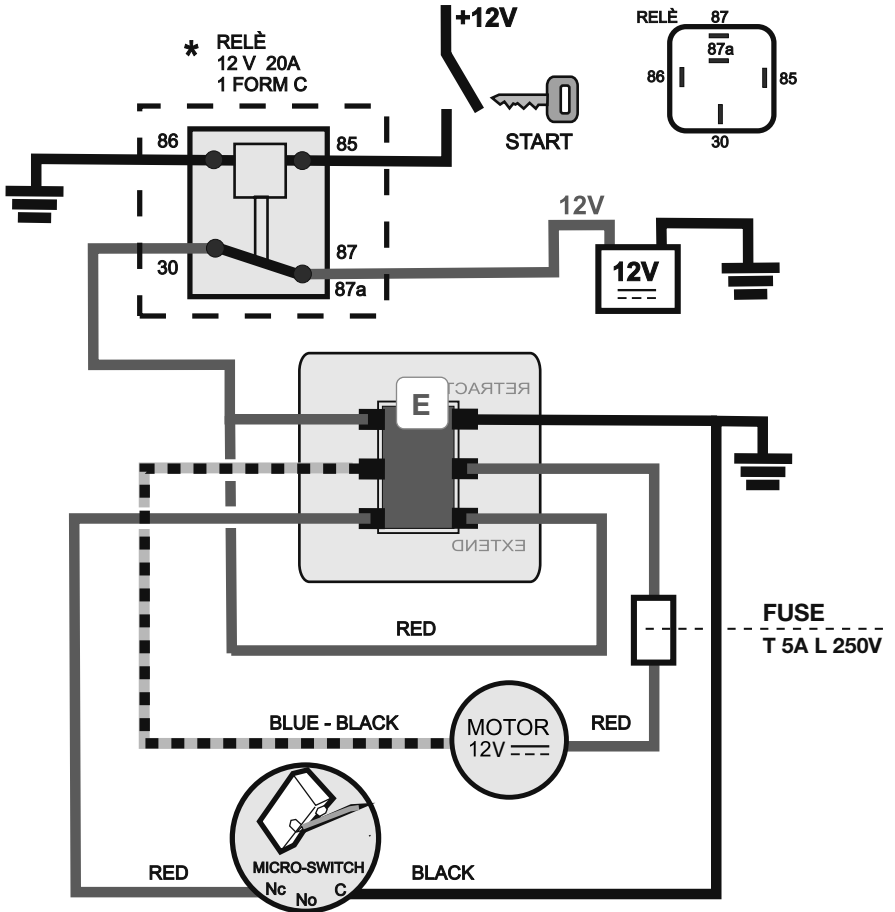 +12V
* RELÈ
12 V 20A
1 FORM C
START
RELÈ
87
87a
86
85
30
86
85
30
87
87a
12V
12V
RETRACT
E
EXTEND
RED
FUSE
T 5A L 250V
BLUE - BLACK
MOTOR
12V
RED
MICRO-SWITCH
Nc
No
C
RED
BLACK